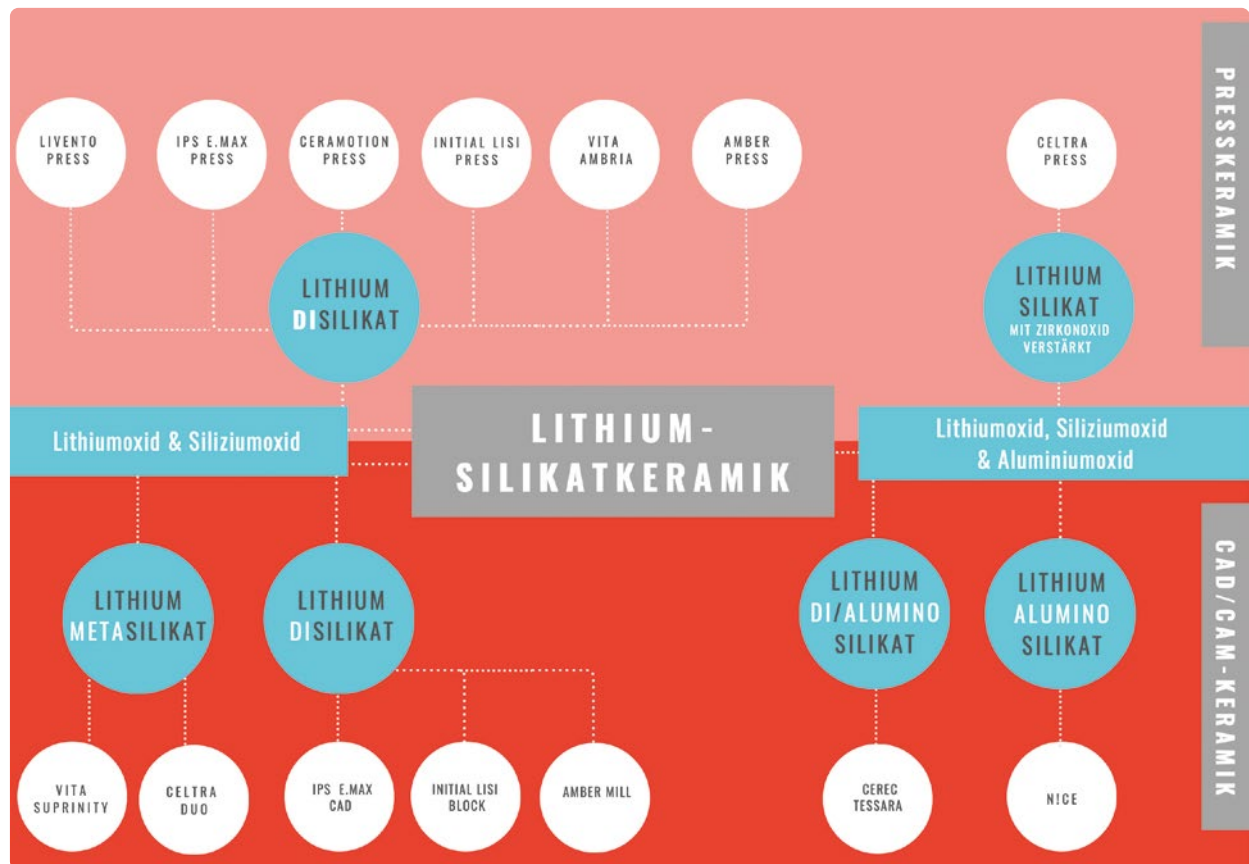 PRESSKERAMIK
LIVENTO
PRESS
IPS E.MAX
PRESS
CERAMOTION
PRESS
INITIAL LISI
PRESS
VITA
AMBRIA
AMBER
PRESS
CELTRA
PRESS
LITHIUM
DISILIKAT
LITHIUM
SILIKAT
MIT ZIRKONOXID
VERSTÄRKT
Lithiumoxid & Siliziumoxid
LITHIUM-
SILIKATKERAMIK
Lithiumoxid, Siliziumoxid
& Aluminiumoxid
CAD/CAM-KERAMIK
LITHIUM
METASILIKAT
LITHIUM
DISILIKAT
LITHIUM
DI/ALUMINO
SILIKAT
LITHIUM
ALUMINO
SILIKAT
VITA
SUPRINITY
CELTRA
DUO
IPS E.MAX
CAD
INITIAL LISI
BLOCK
AMBER MILL
CEREC
TESSARA
N!CE